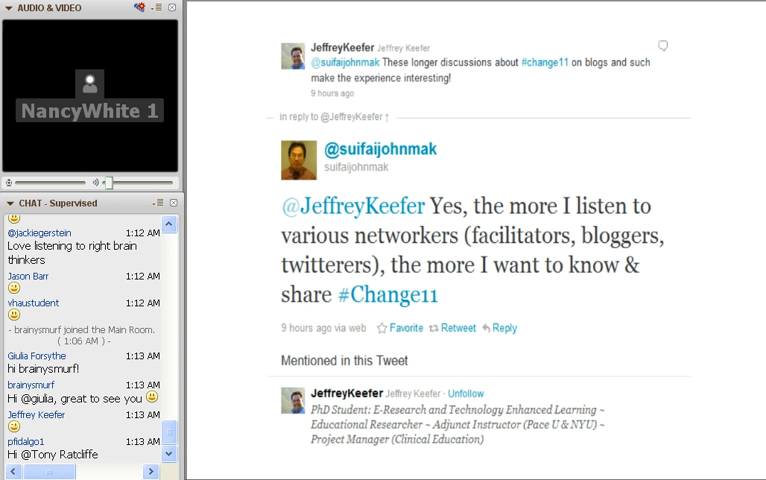 AUDIO & VIDEO
NancyWhite 1
CHAT - Supervised
@jackiegerstein 1:12 AM
Love listening to right brain
thinkers
Jason Barr 1:12 AM
vhaustudent 1:12 AM
- brainysmurf joined the Main Room.
( 1:06 AM ) -
Giulia Forsythe 1:13 AM
hi brainysmurf!
brainysmurf 1:13 AM
Hi @giulia, great to see you
Jeffrey Keefer 1:13 AM
pfidalgo1 1:13 AM
Hi @Tony Ratcliffe
JeffreyKeefer Jeffrey Keefer
@suifaijohnmak These longer discussions about #change11 on blogs and such
make the experience interesting!
9 hours ago
in reply to @JeffreyKeefer ↑
@suifaijohnmak
suifaijohnmak
@JeffreyKeefer Yes, the more I listen to
various networkers (facilitators, bloggers,
twitterers), the more I want to know &
share #Change11
9 hours ago via web Favorite Retweet Reply
Mentioned in this Tweet
JeffreyKeefer Jeffrey Keefer · Unfollow
PhD Student: E-Research and Technology Enhanced Learning ~
Educational Researcher ~ Adjunct Instructor (Pace U & NYU) ~
Project Manager (Clinical Education)